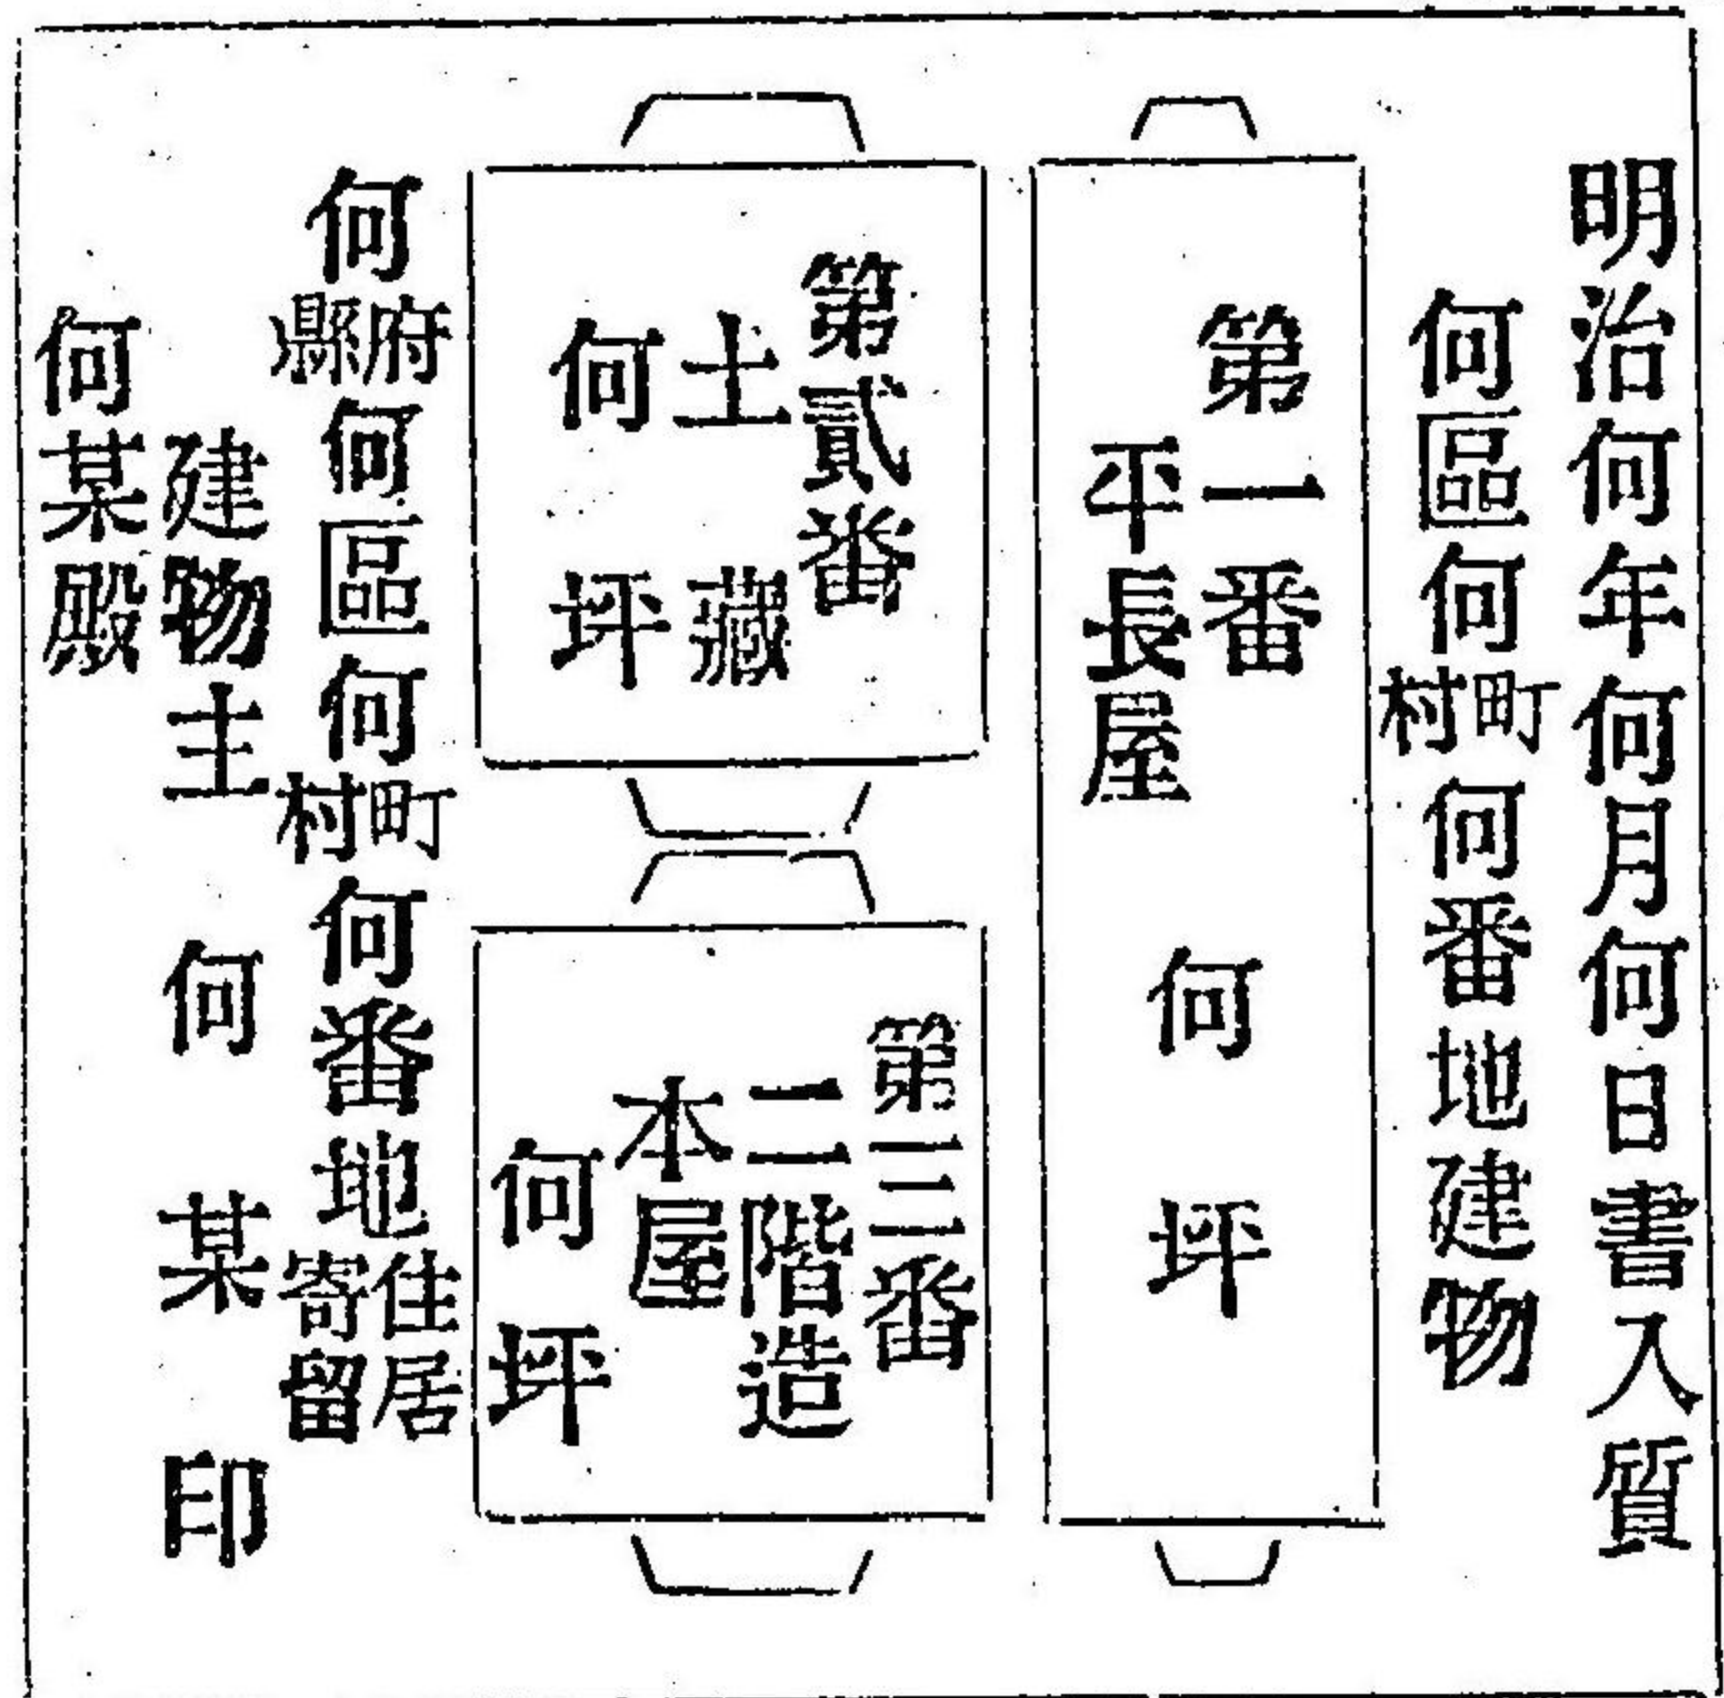 明治何年何月何日書入質
何區何町村何番地建物
第一番
平長屋
何坪
第貳番
土藏
何坪
第三番
二階造
本屋
何坪
何府縣何區何町村何番地住居寄留
建物主 何某印
何某殿